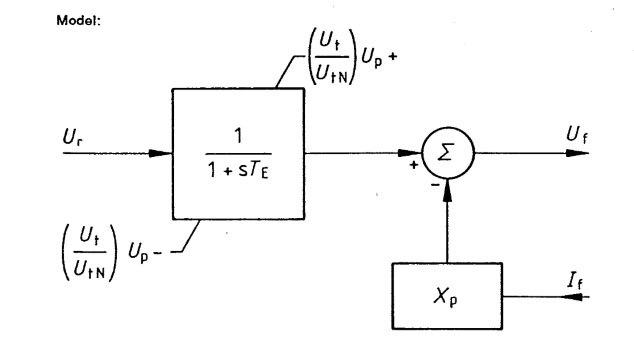 Model:
(U_t / U_tN) U_p +
U_r
1 / 1 + sT_E
+
Σ
U_f
-
(U_t / U_tN) U_p -
X_p
I_f